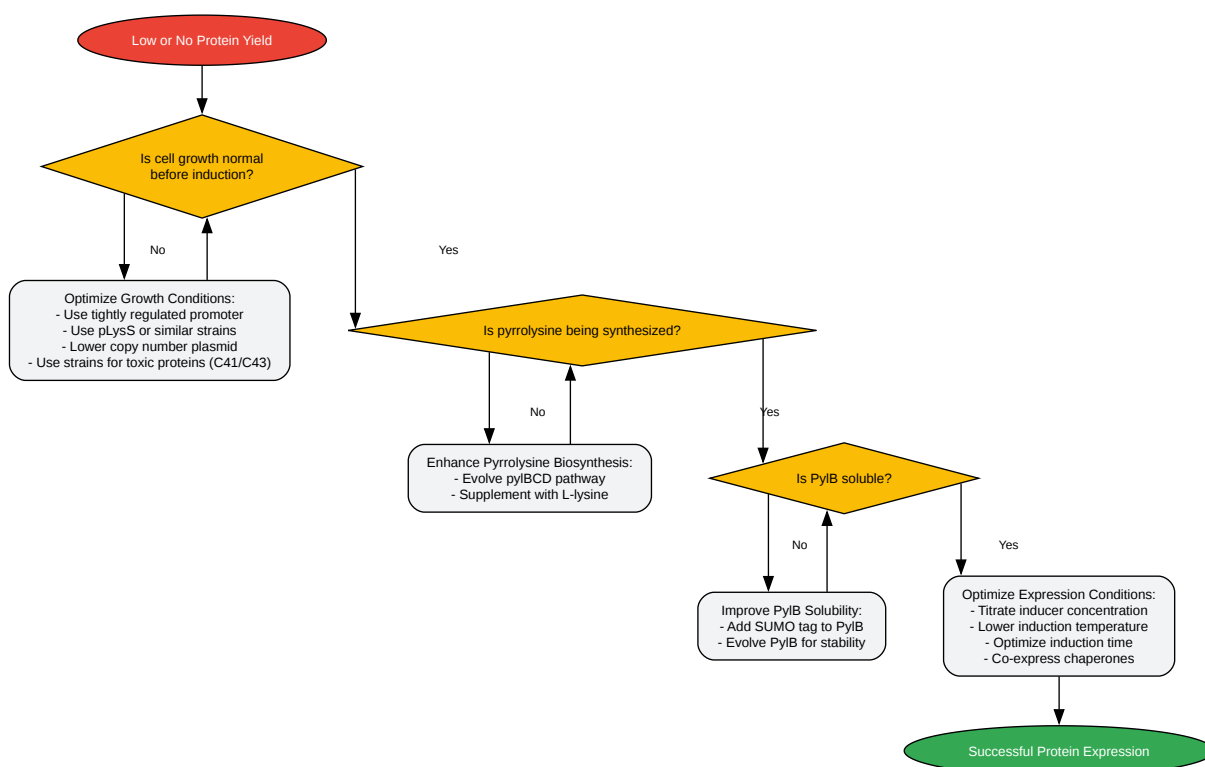 Low or No Protein Yield
Is cell growth normal
before induction?
No
Yes
Optimize Growth Conditions:
- Use tightly regulated promoter
- Use pLysS or similar strains
- Lower copy number plasmid
- Use strains for toxic proteins (C41/C43)
Is pyrrolysine being synthesized?
No
Yes
Enhance Pyrrolysine Biosynthesis:
- Evolve pylBCD pathway
- Supplement with L-lysine
Is PylB soluble?
No
Yes
Improve PylB Solubility:
- Add SUMO tag to PylB
- Evolve PylB for stability
Optimize Expression Conditions:
- Titrate inducer concentration
- Lower induction temperature
- Optimize induction time
- Co-express chaperones
Successful Protein Expression